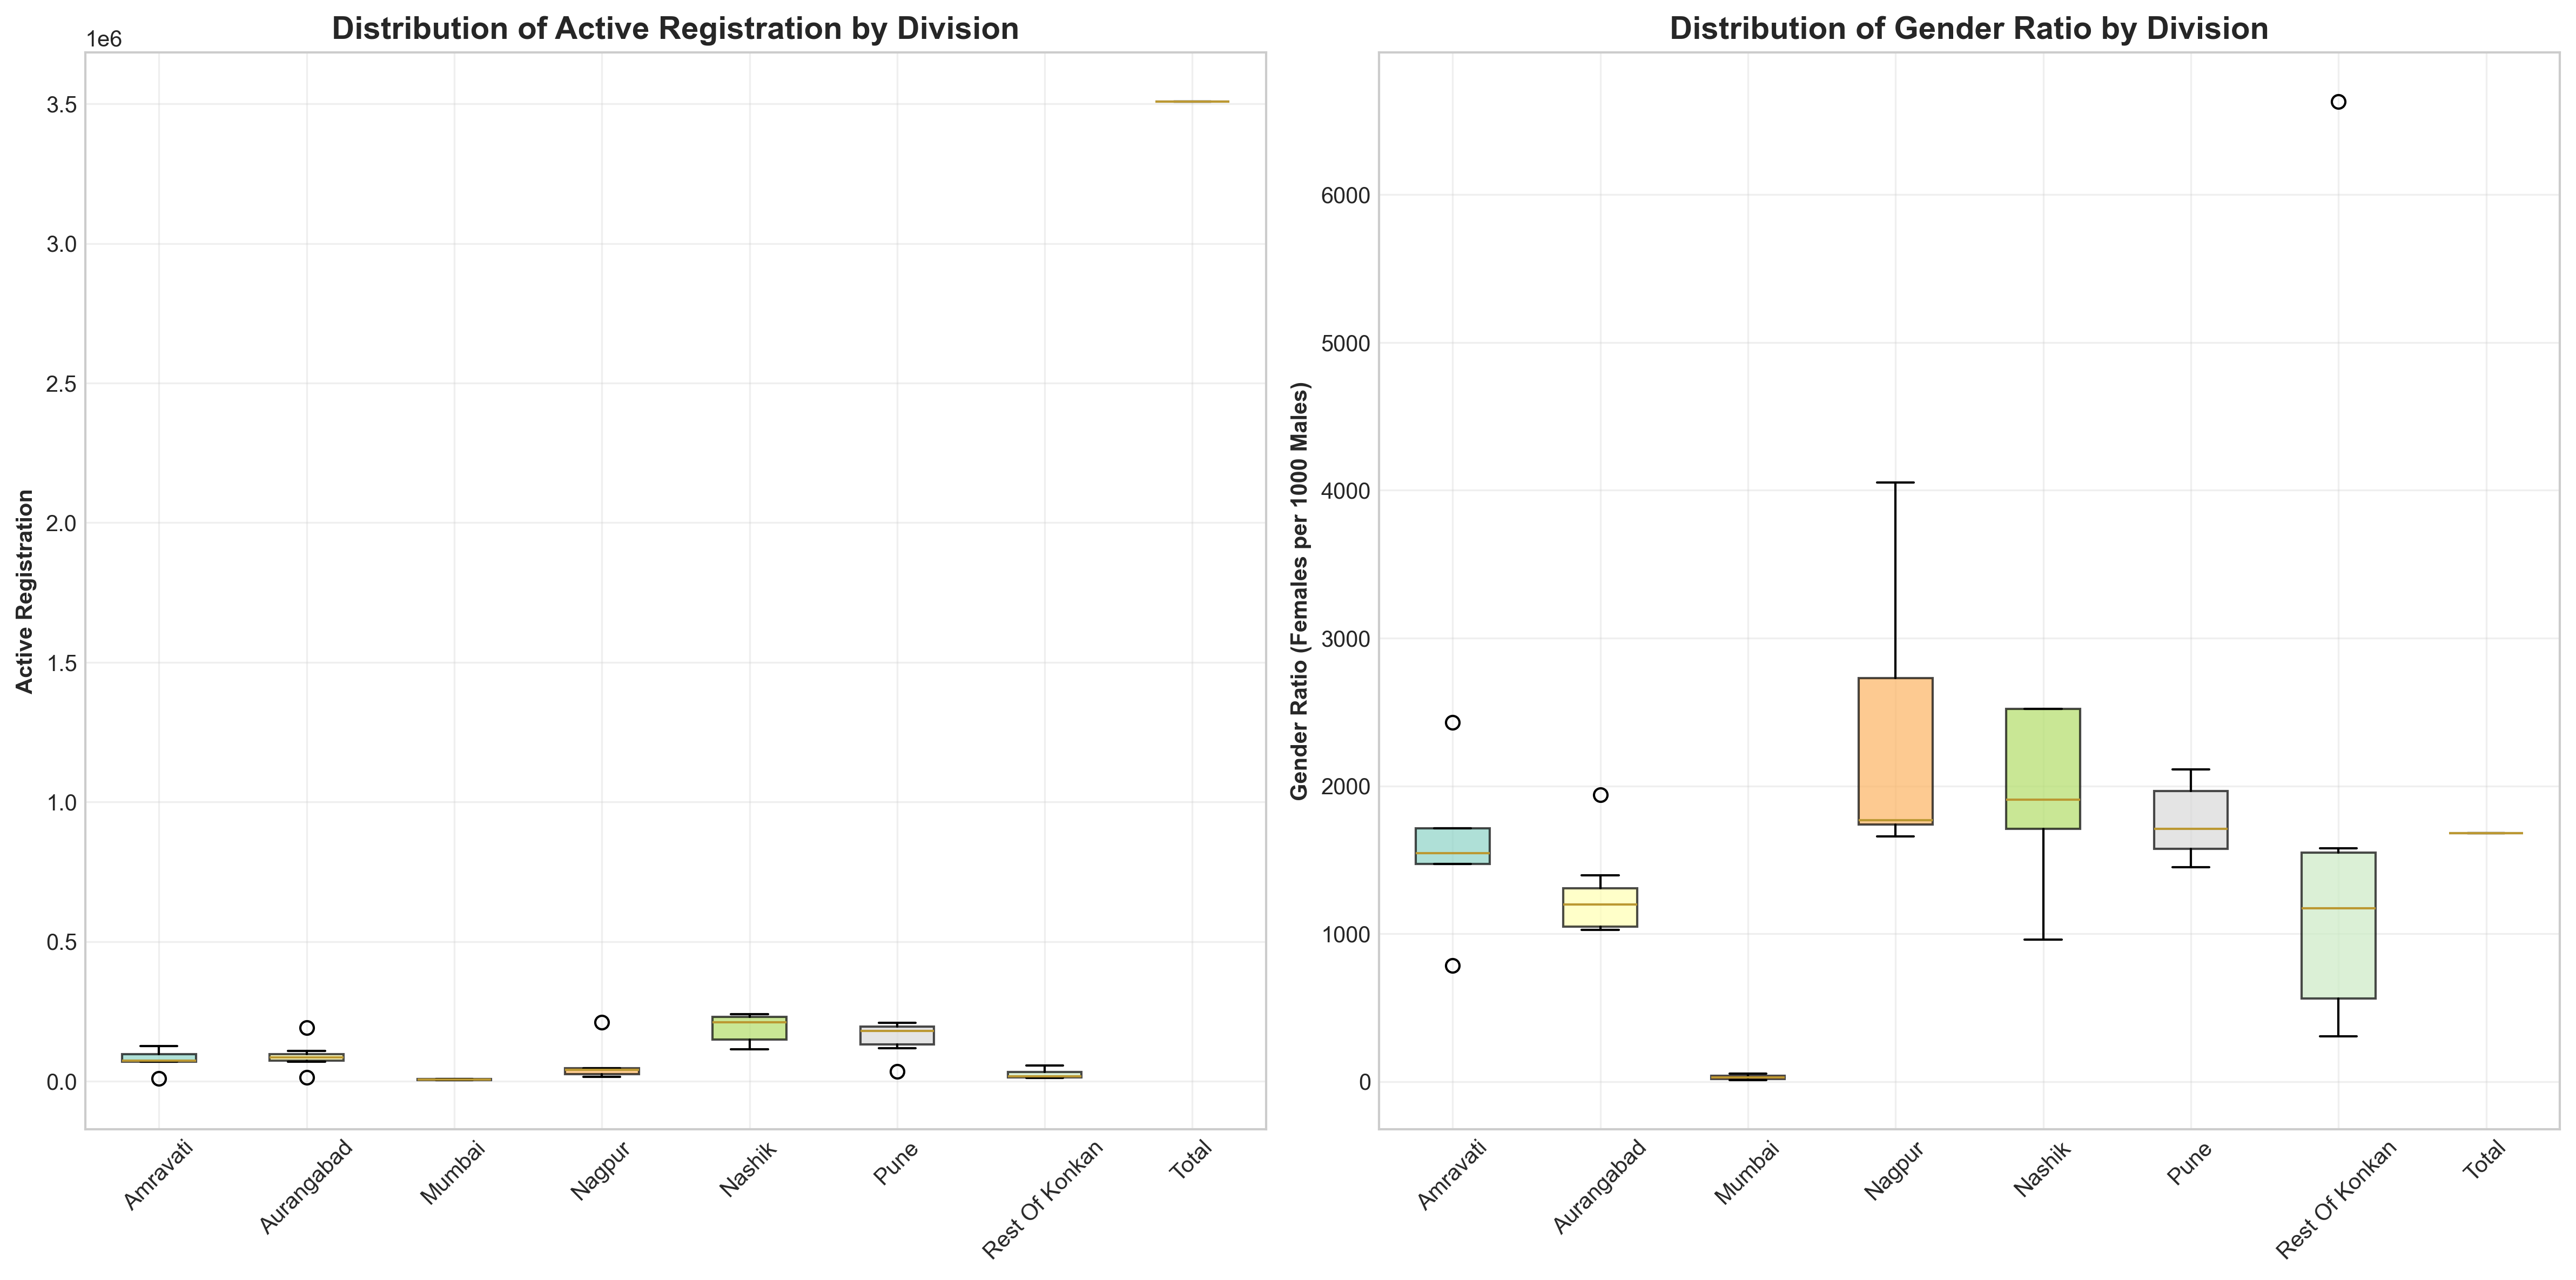 Distribution of Active Registration by Division
1e6
3.5
3.0
2.5
2.0
1.5
1.0
0.5
0.0
Active Registration
Amravati
Aurangabad
Mumbai
Nagpur
Nashik
Pune
Rest Of Konkan
Total
Distribution of Gender Ratio by Division
6000
5000
4000
3000
2000
1000
0
Gender Ratio (Females per 1000 Males)
Amravati
Aurangabad
Mumbai
Nagpur
Nashik
Pune
Rest Of Konkan
Total